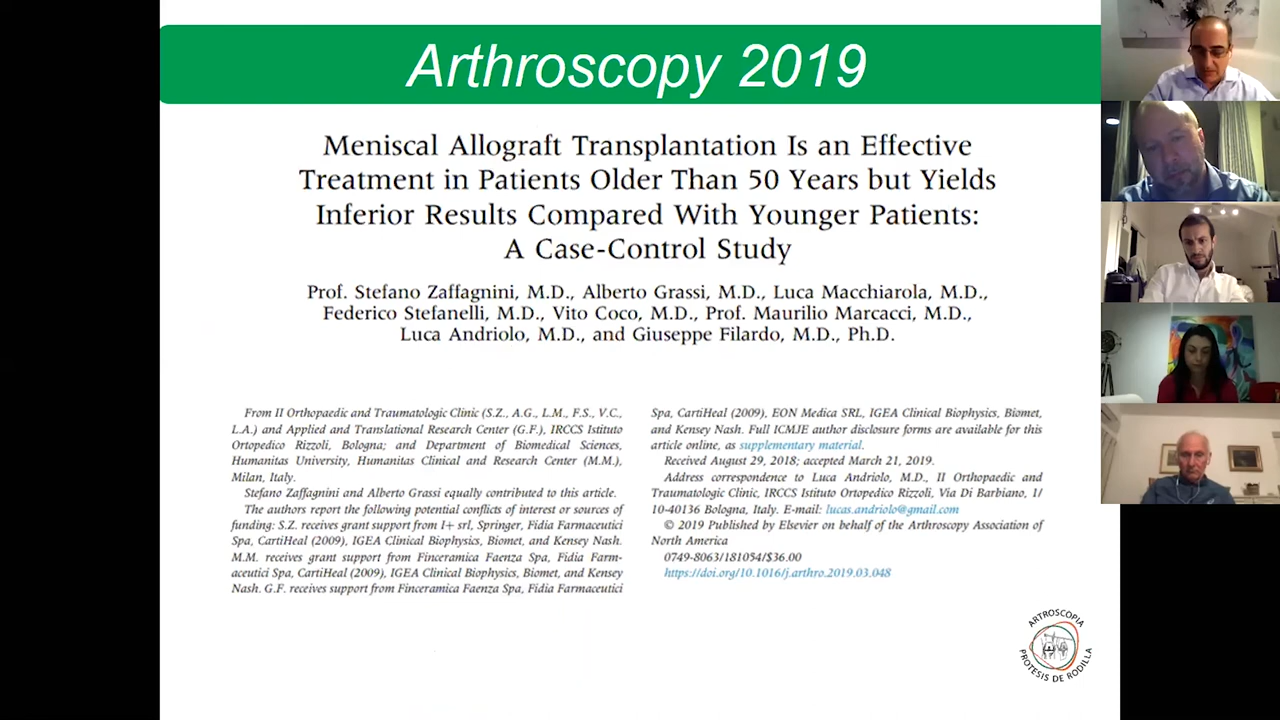 Arthroscopy 2019
Meniscal Allograft Transplantation Is an Effective
Treatment in Patients Older Than 50 Years but Yields
Inferior Results Compared With Younger Patients:
A Case-Control Study
Prof. Stefano Zaffagnini, M.D., Alberto Grassi, M.D., Luca Macchiarola, M.D.,
Federico Stefanelli, M.D., Vito Coco, M.D., Prof. Maurilio Marcacci, M.D.,
Luca Andriolo, M.D., and Giuseppe Filardo, M.D., Ph.D.
From II Orthopaedic and Traumatologic Clinic (S.Z., A.G., L.M., F.S., V.C.,
L.A.) and Applied and Translational Research Center (G.F.), IRCCS Istituto
Ortopedico Rizzoli, Bologna; and Department of Biomedical Sciences,
Humanitas University, Humanitas Clinical and Research Center (M.M.),
Milan, Italy.
Stefano Zaffagnini and Alberto Grassi equally contributed to this article.
The authors report the following potential conflicts of interest or sources of
funding: S.Z. receives grant support from I+ srl, Springer, Fidia Farmaceutici
Spa, CartiHeal (2009), IGEA Clinical Biophysics, Biomet, and Kensey Nash.
M.M. receives grant support from Finceramica Faenza Spa, Fidia Farm-
aceutici Spa, CartiHeal (2009), IGEA Clinical Biophysics, Biomet, and Kensey
Nash. G.F. receives support from Finceramica Faenza Spa, Fidia Farmaceutici
Spa, CartiHeal (2009), EON Medica SRL, IGEA Clinical Biophysics, Biomet,
and Kensey Nash. Full ICMJE author disclosure forms are available for this
article online, as supplementary material.
Received August 29, 2018; accepted March 21, 2019.
Address correspondence to Luca Andriolo, M.D., II Orthopaedic and
Traumatologic Clinic, IRCCS Istituto Ortopedico Rizzoli, Via Di Barbiano, 1/
10-40136 Bologna, Italy. E-mail: lucas.andriolo@gmail.com
© 2019 Published by Elsevier on behalf of the Arthroscopy Association of
North America
0749-8063/181054/$36.00
https://doi.org/10.1016/j.arthro.2019.03.048
ARTROSCOPIA
PROTESIS DE RODILLA